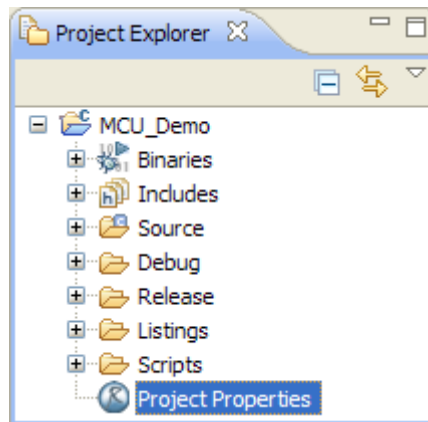 Project Explorer
MCU_Demo
Binaries
Includes
Source
Debug
Release
Listings
Scripts
Project Properties